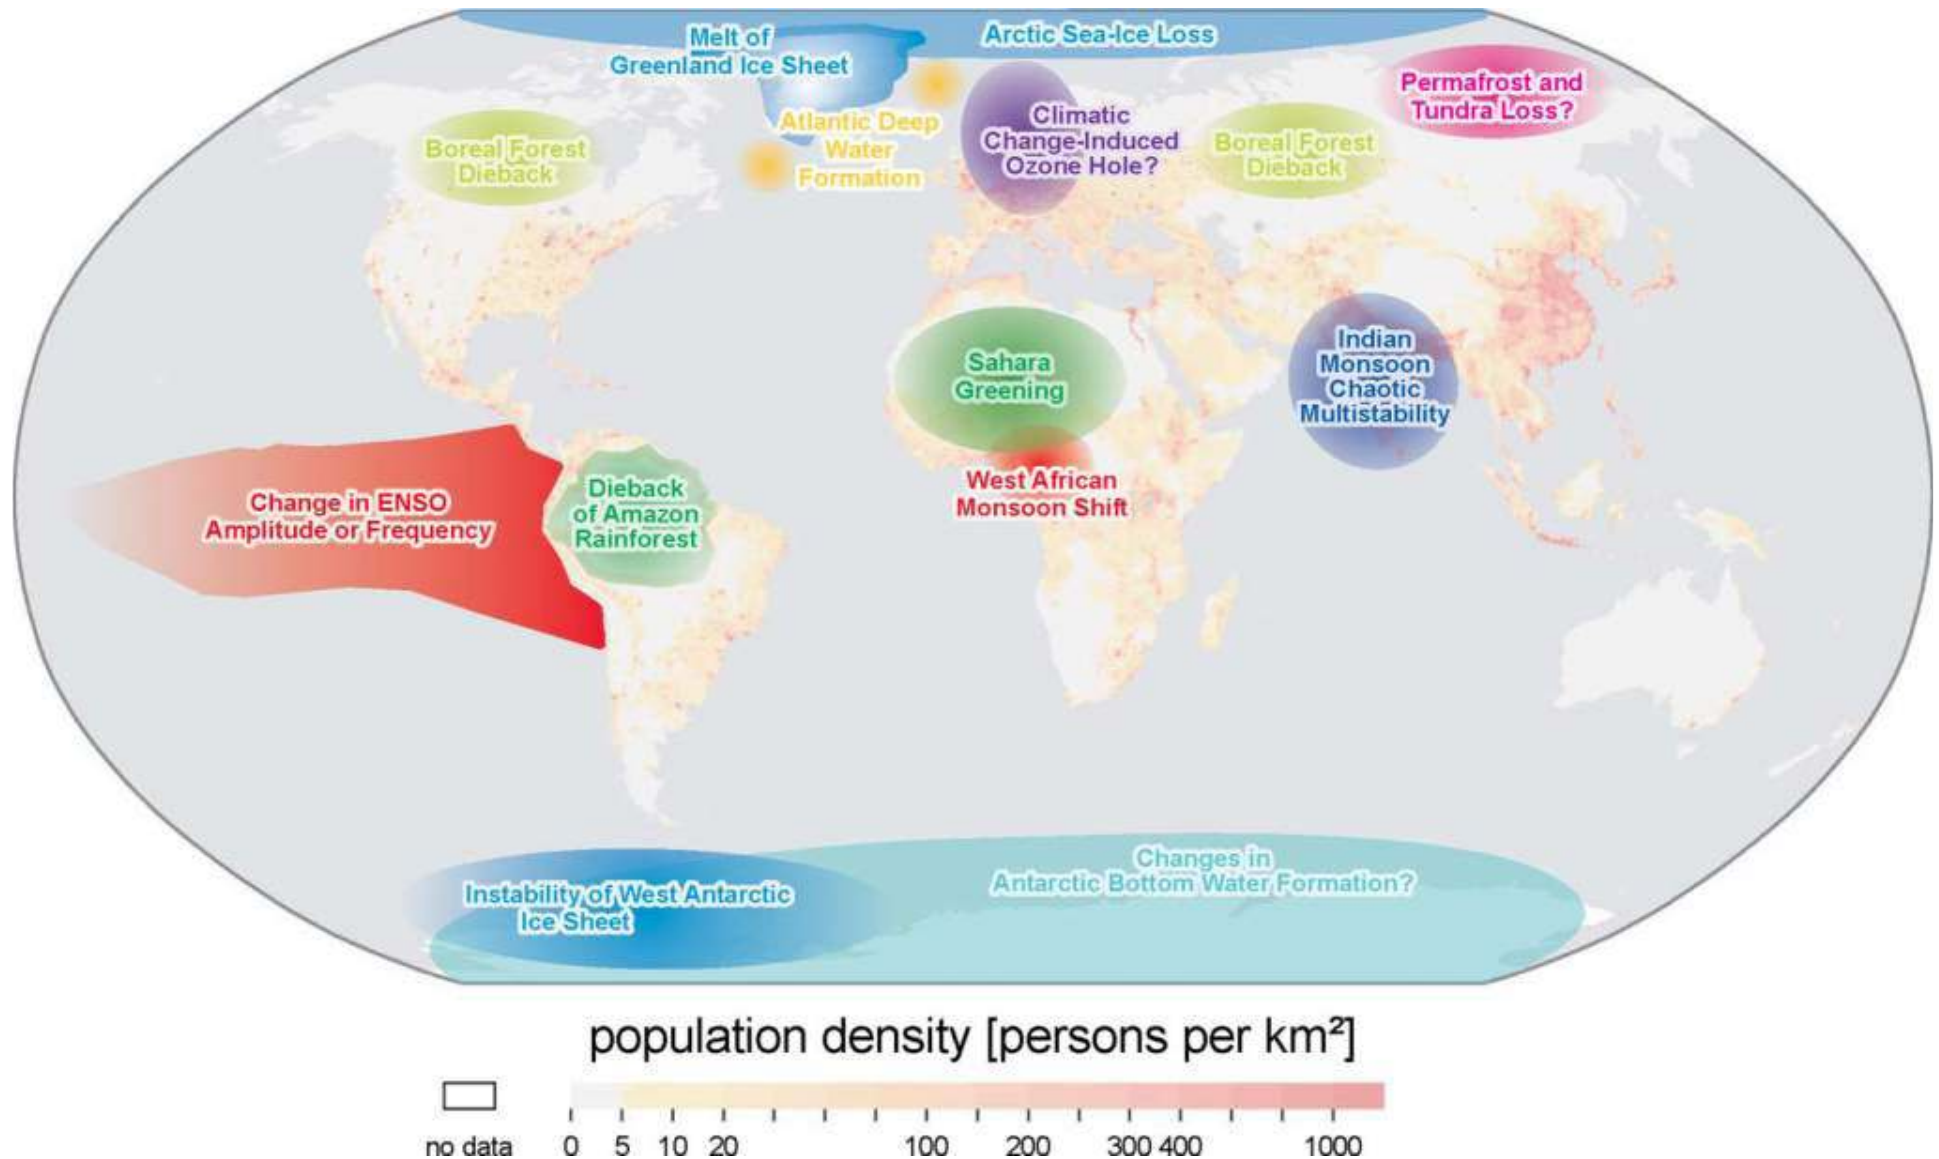 Melt of
Greenland Ice Sheet
Arctic Sea-Ice Loss
Permafrost and
Tundra Loss?
Boreal Forest
Dieback
Atlantic Deep
Water
Formation
Climatic
Change-Induced
Ozone Hole?
Boreal Forest
Dieback
Sahara
Greening
Indian
Monsoon
Chaotic
Multistability
Change in ENSO
Amplitude or Frequency
Dieback
of Amazon
Rainforest
West African
Monsoon Shift
Instability of West Antarctic
Ice Sheet
Changes in
Antarctic Bottom Water Formation?
population density [persons per km²]
no data 0 5 10 20 100 200 300 400 1000